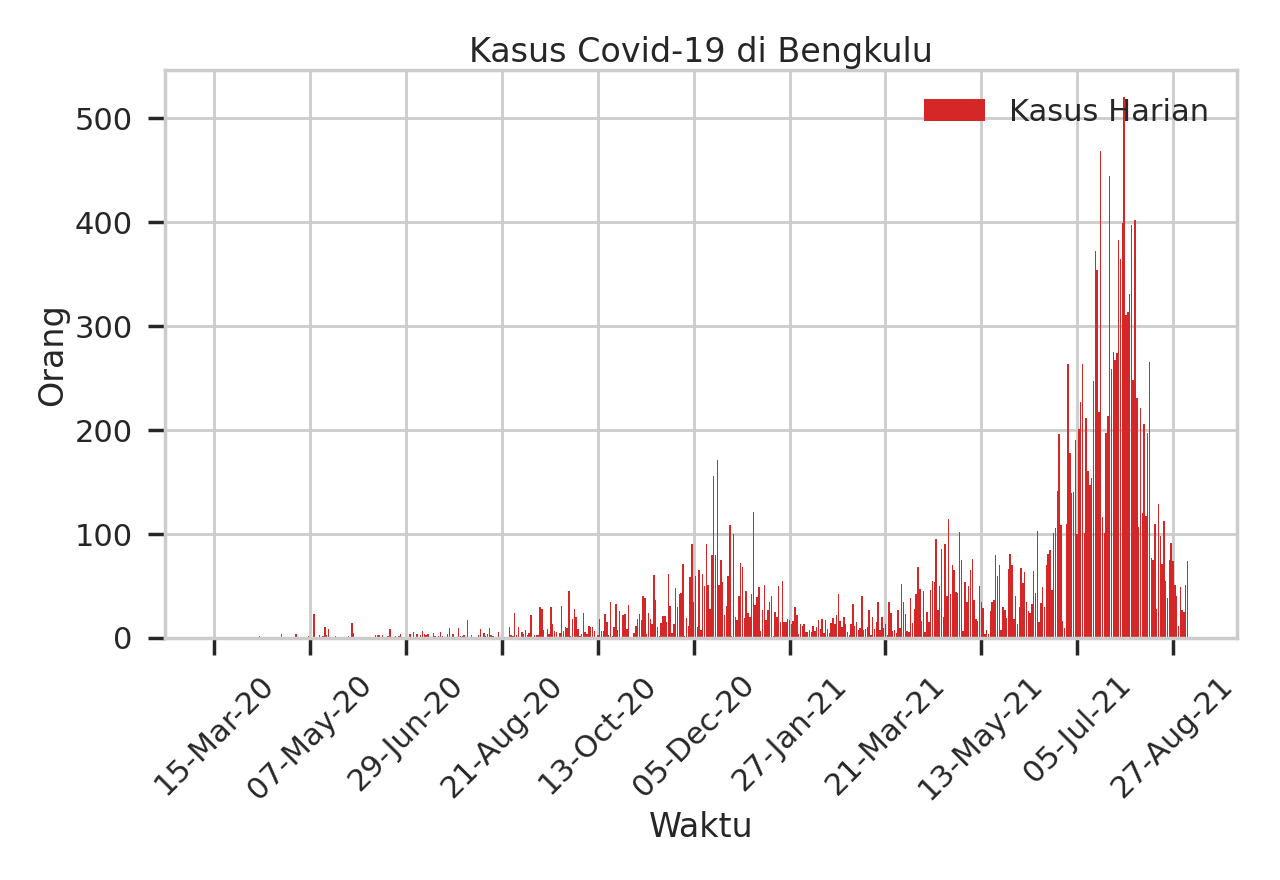 Kasus Covid-19 di Bengkulu
Kasus Harian
Orang
500
400
300
200
100
0
15-Mar-20
07-May-20
29-Jun-20
21-Aug-20
13-Oct-20
05-Dec-20
27-Jan-21
21-Mar-21
13-May-21
05-Jul-21
27-Aug-21
Waktu